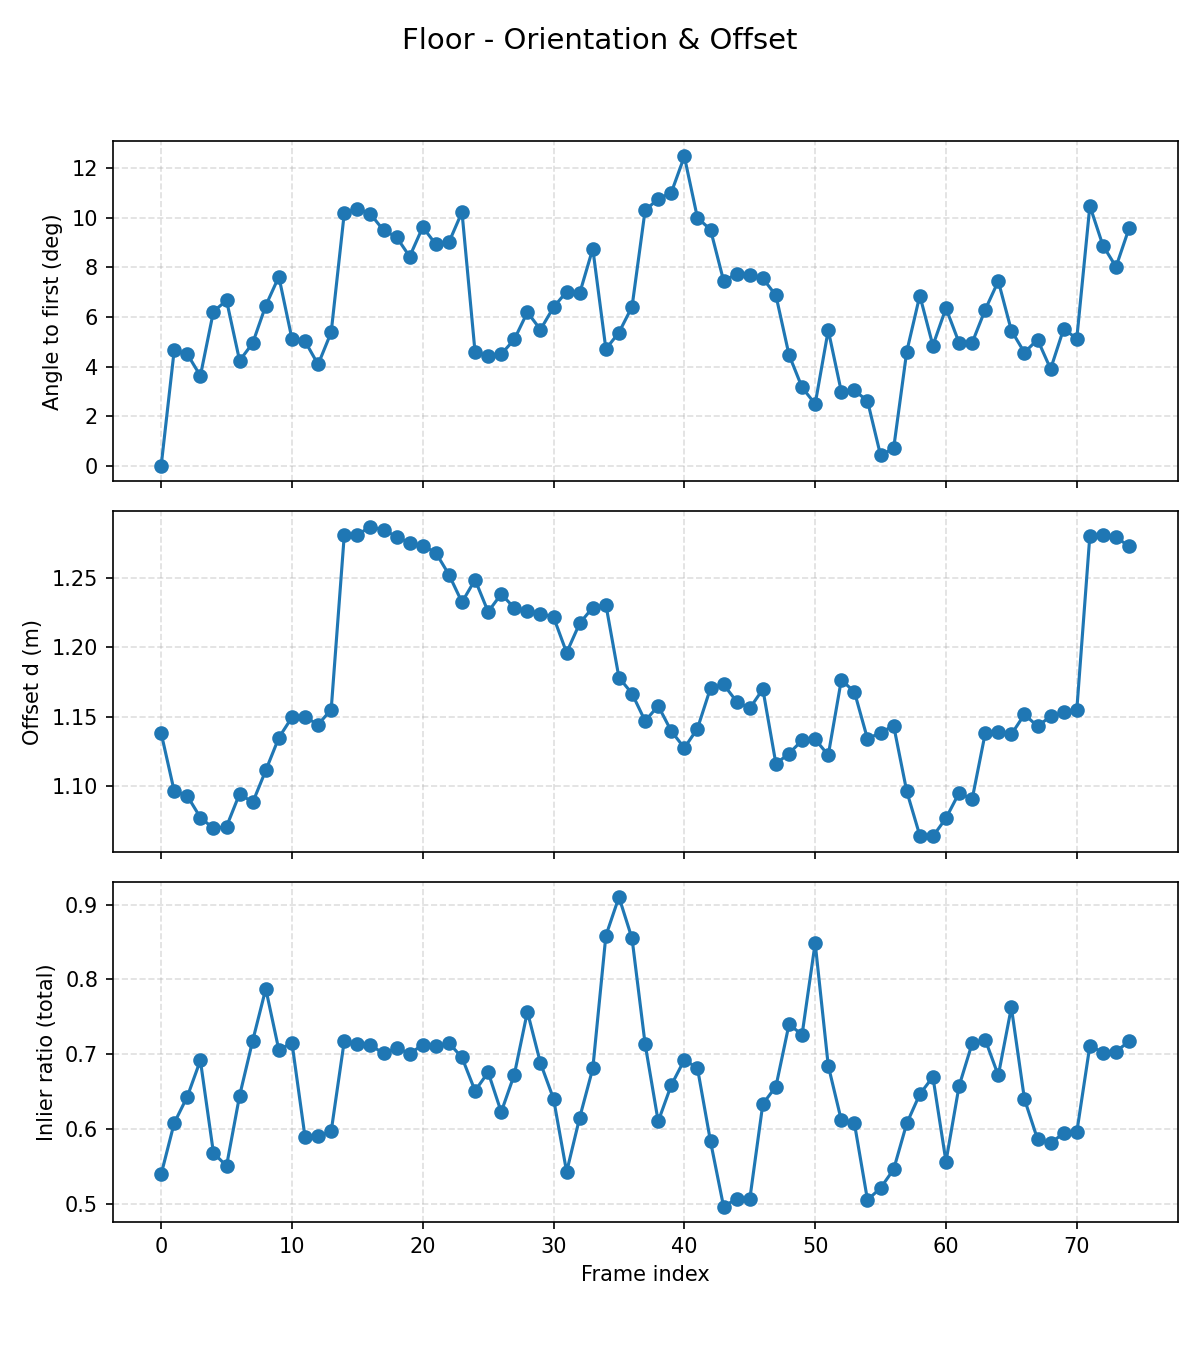 Floor - Orientation & Offset
Angle to first (deg)
12
10
8
6
4
2
0
Offset d (m)
1.25
1.20
1.15
1.10
Inlier ratio (total)
0.9
0.8
0.7
0.6
0.5
0 10 20 30 40 50 60 70
Frame index